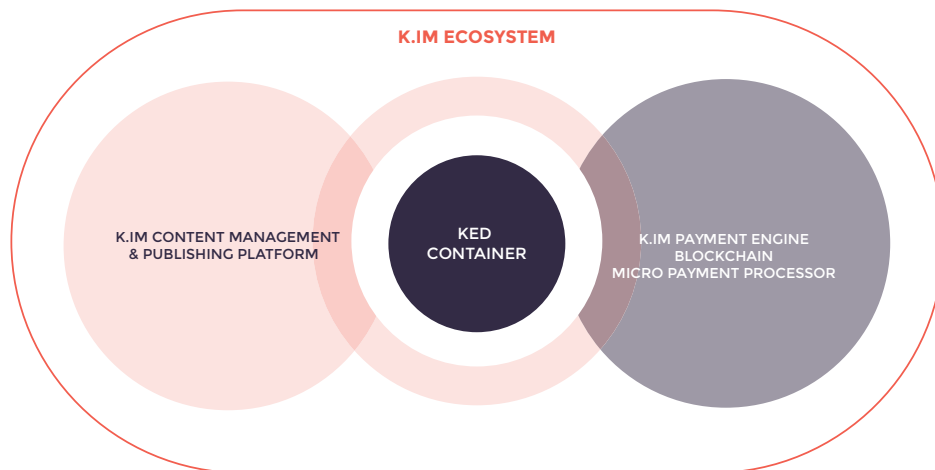 K.IM ECOSYSTEM
K.IM CONTENT MANAGEMENT
& PUBLISHING PLATFORM
KED
CONTAINER
K.IM PAYMENT ENGINE
BLOCKCHAIN
MICRO PAYMENT PROCESSOR